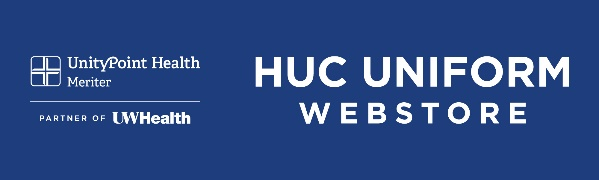 UnityPoint Health
Meriter
PARTNER OF UWHealth
HUC UNIFORM
WEBSTORE